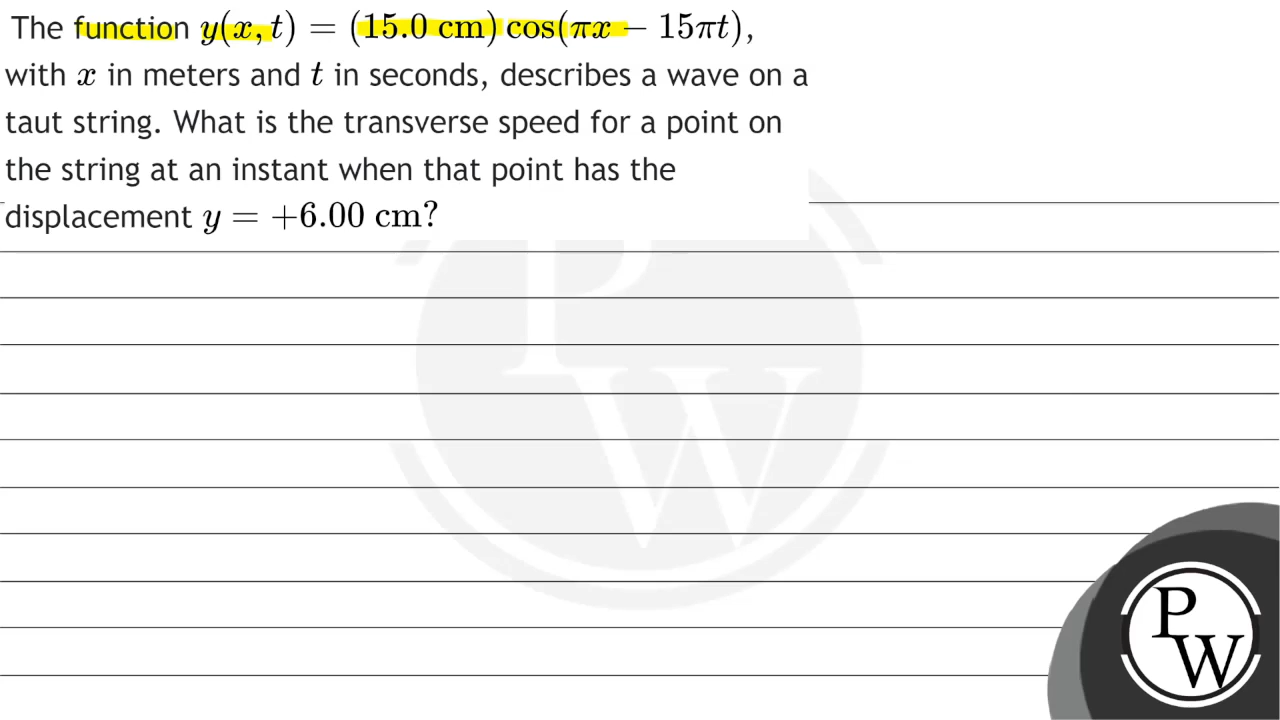 The function y(x, t) = (15.0 cm) cos(πx − 15πt),
with x in meters and t in seconds, describes a wave on a
taut string. What is the transverse speed for a point on
the string at an instant when that point has the
displacement y = +6.00 cm?
P
W
P
W